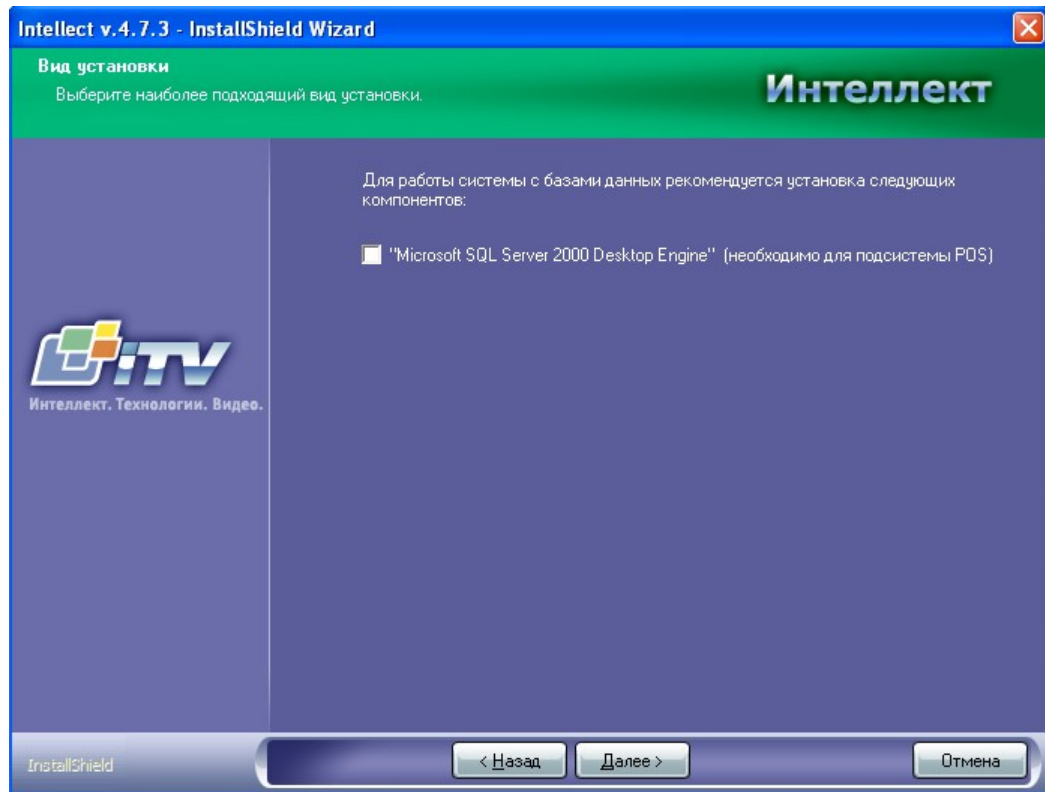 Intellect v.4.7.3 - InstallShield Wizard
Вид установки
Выберите наиболее подходящий вид установки.
Интеллект
Для работы системы с базами данных рекомендуется установка следующих
компонентов:
"Microsoft SQL Server 2000 Desktop Engine" (необходимо для подсистемы POS)
iTV
Интеллект. Технологии. Видео.
InstallShield
< Назад
Далее >
Отмена